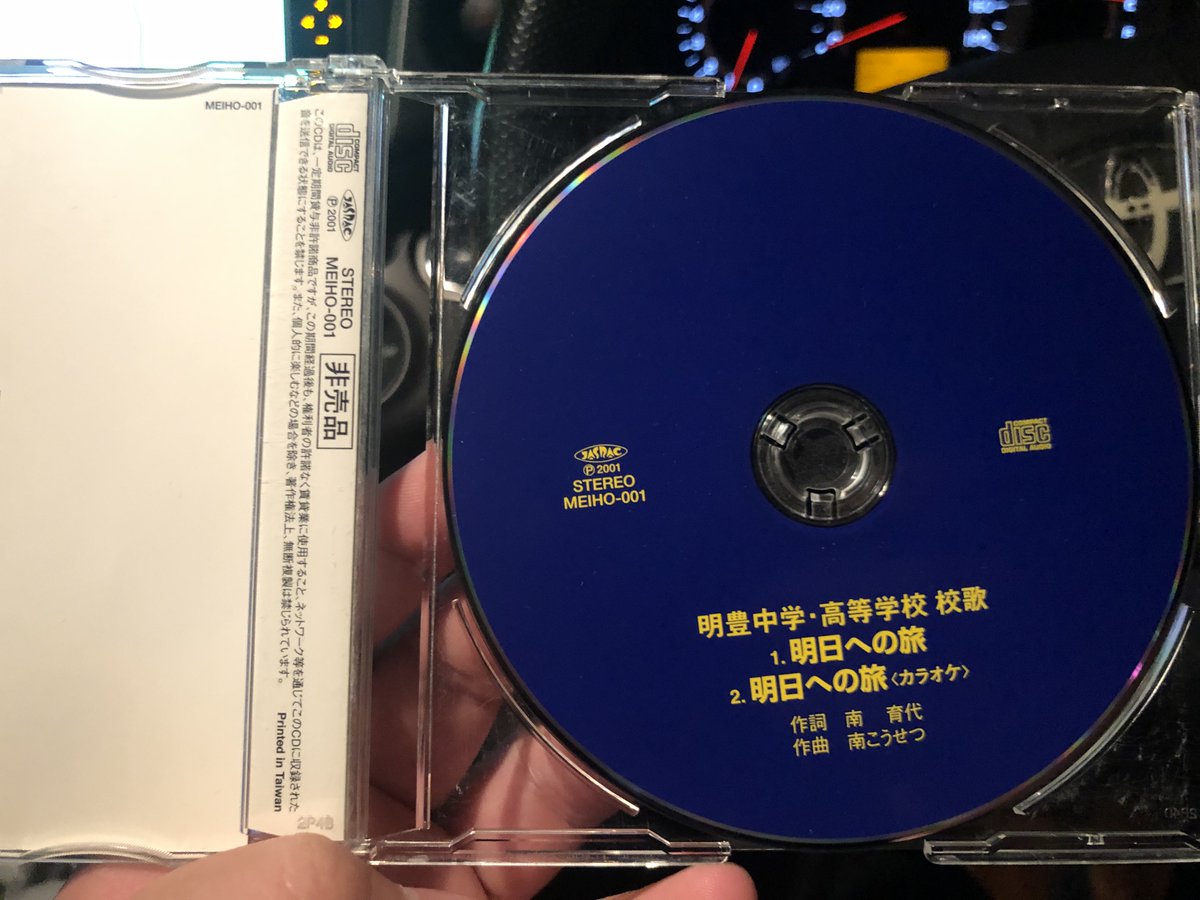 MEIHO-001
COMPACT
disc
DIGITAL AUDIO
JASRAC
Ⓟ2001
STEREO
MEIHO-001
非売品
このCDは、一定期間貸与非許諾商品ですが、この期間経過後も、権利者の許諾なく賃貸業に使用すること、ネットワーク等を通じてこのCDに収録された
音を送信できる状態にすることを禁じます。また、個人的に楽しむなどの場合を除き、著作権法上、無断複製は禁じられています。
Printed in Taiwan
JASRAC
Ⓟ2001
STEREO
MEIHO-001
COMPACT
disc
DIGITAL AUDIO
明豊中学・高等学校 校歌
1. 明日への旅
2. 明日への旅〈カラオケ〉
作詞 南 育代
作曲 南こうせつ